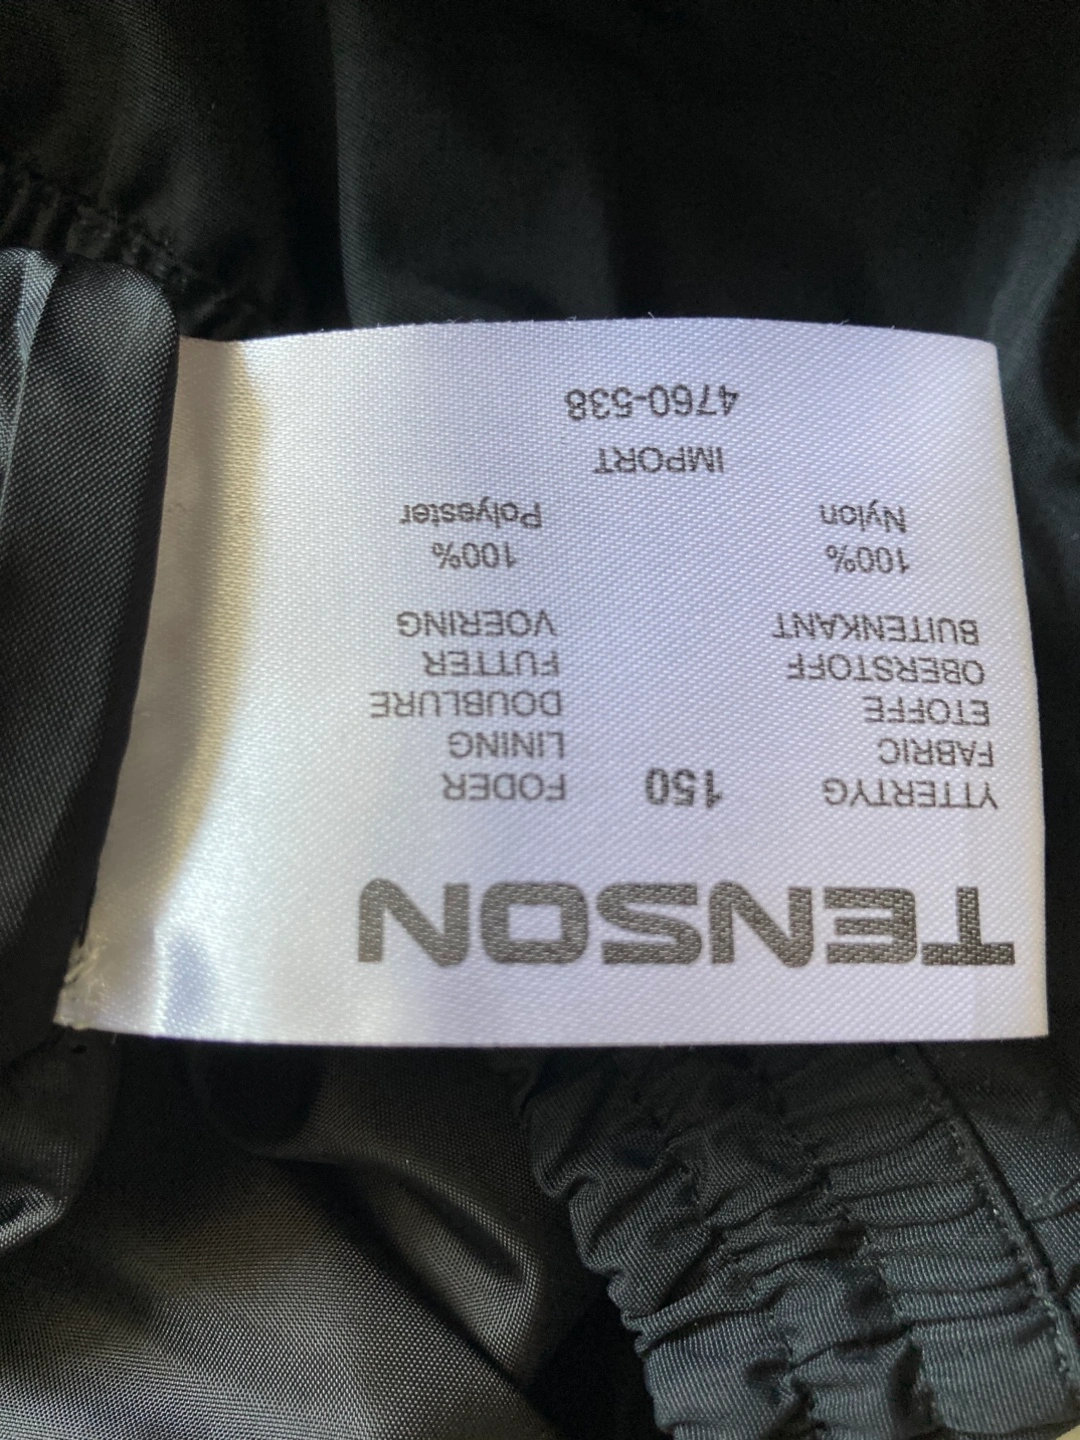 TENSON
YTTERTYG 150 FODER
FABRIC LINING
ETOFFE DOUBLURE
OBERSTOFF FUTTER
BUITENKANT VOERING
100% 100%
Nylon Polyester
IMPORT
4760-538